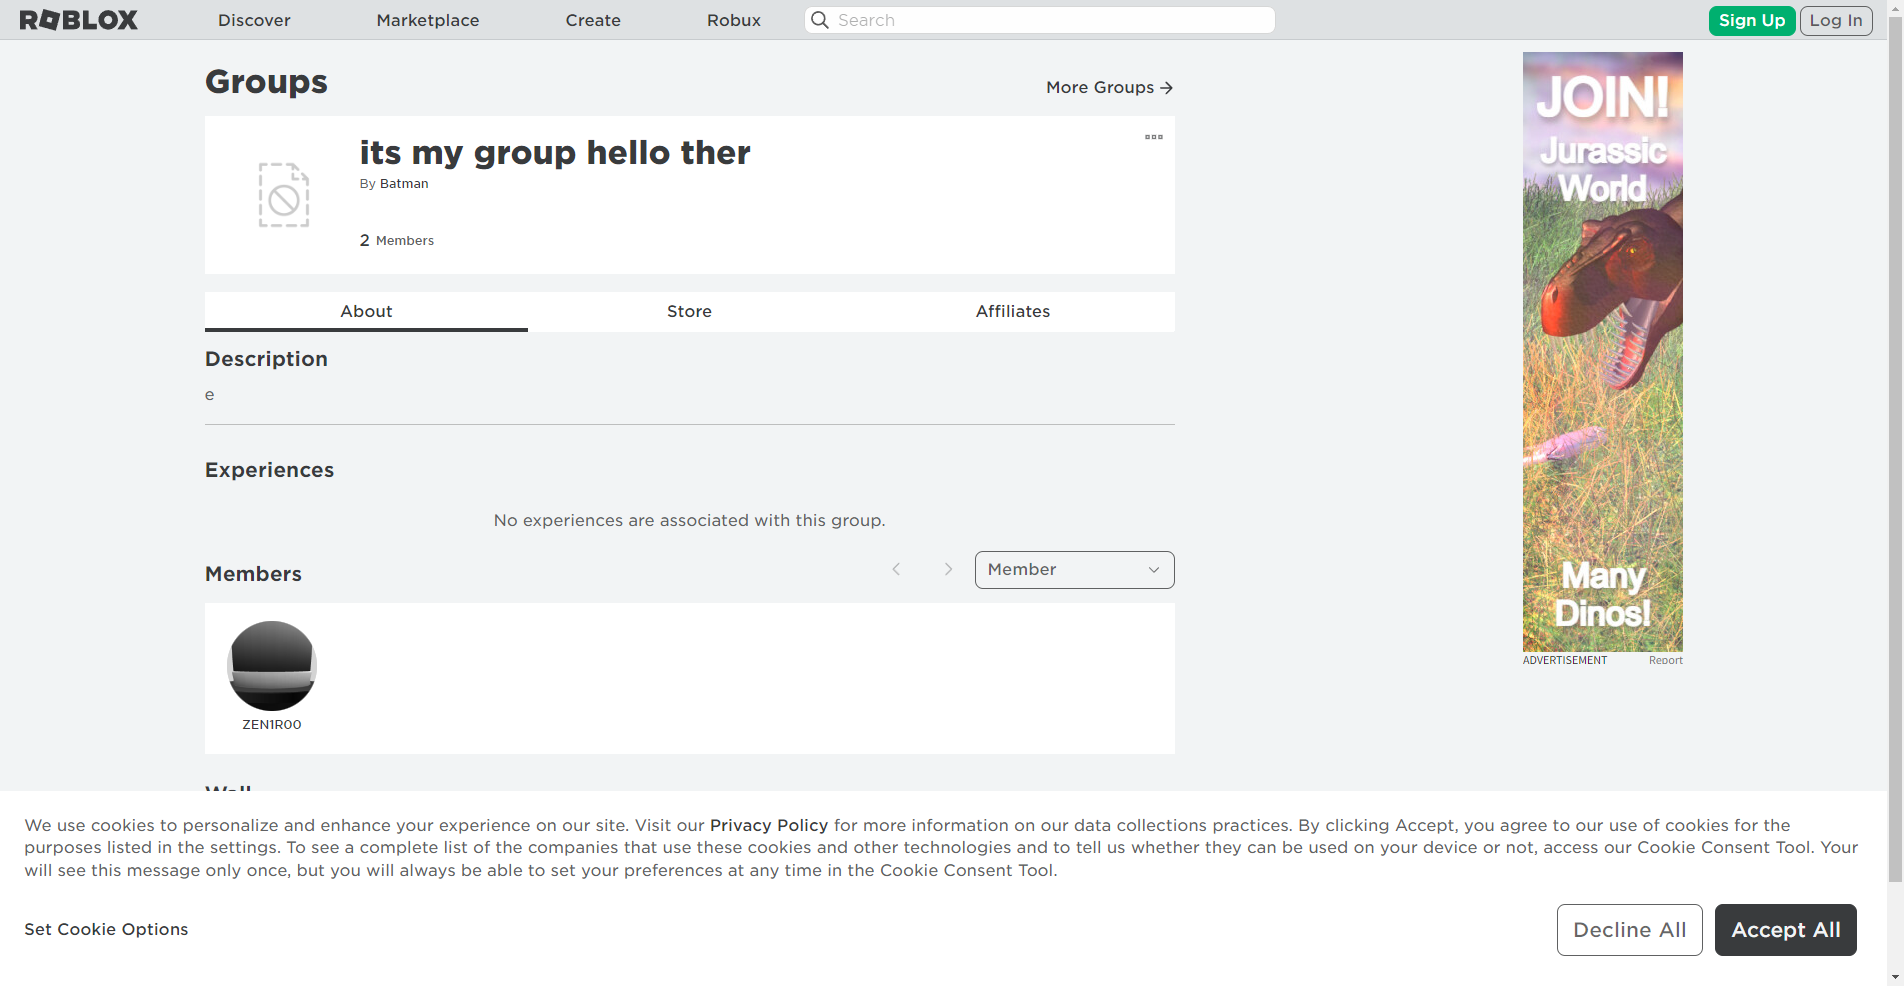 ROBLOX
Discover
Marketplace
Create
Robux
Search
Sign Up
Log In
Groups
More Groups →
its my group hello ther
By Batman
2 Members
About
Store
Affiliates
Description
e
Experiences
No experiences are associated with this group.
Members
Member
ZEN1R00
We use cookies to personalize and enhance your experience on our site. Visit our Privacy Policy for more information on our data collections practices. By clicking Accept, you agree to our use of cookies for the
purposes listed in the settings. To see a complete list of the companies that use these cookies and other technologies and to tell us whether they can be used on your device or not, access our Cookie Consent Tool. Your
will see this message only once, but you will always be able to set your preferences at any time in the Cookie Consent Tool.
Set Cookie Options
Decline All
Accept All
JOIN!
Jurassic
World
Many
Dinos!
ADVERTISEMENT
Report